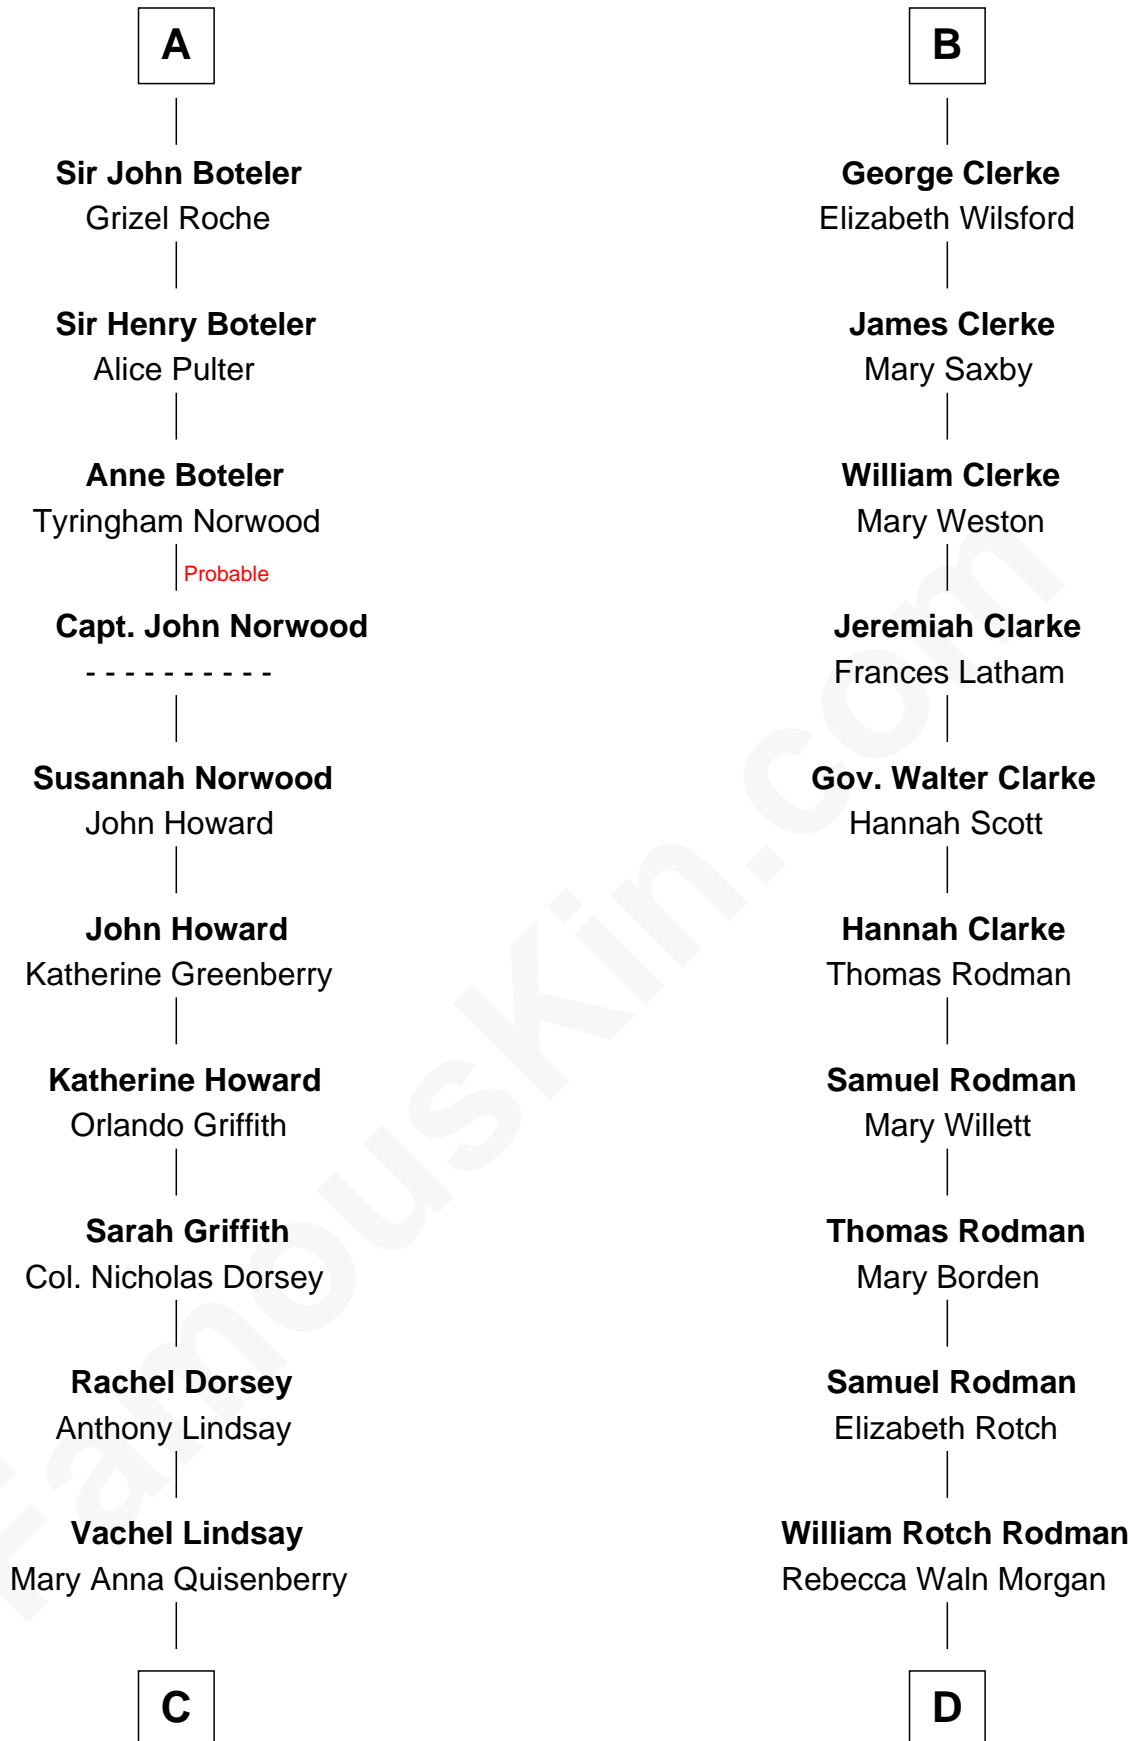 A
Sir John Boteler
Grizel Roche
Sir Henry Boteler
Alice Pulter
Anne Boteler
Tyringham Norwood
Probable
Capt. John Norwood
- - - - - - - - - -
Susannah Norwood
John Howard
John Howard
Katherine Greenberry
Katherine Howard
Orlando Griffith
Sarah Griffith
Col. Nicholas Dorsey
Rachel Dorsey
Anthony Lindsay
Vachel Lindsay
Mary Anna Quisenberry
C
B
George Clerke
Elizabeth Wilsford
James Clerke
Mary Saxby
William Clerke
Mary Weston
Jeremiah Clarke
Frances Latham
Gov. Walter Clarke
Hannah Scott
Hannah Clarke
Thomas Rodman
Samuel Rodman
Mary Willett
Thomas Rodman
Mary Borden
Samuel Rodman
Elizabeth Rotch
William Rotch Rodman
Rebecca Waln Morgan
D
FamousKin.com